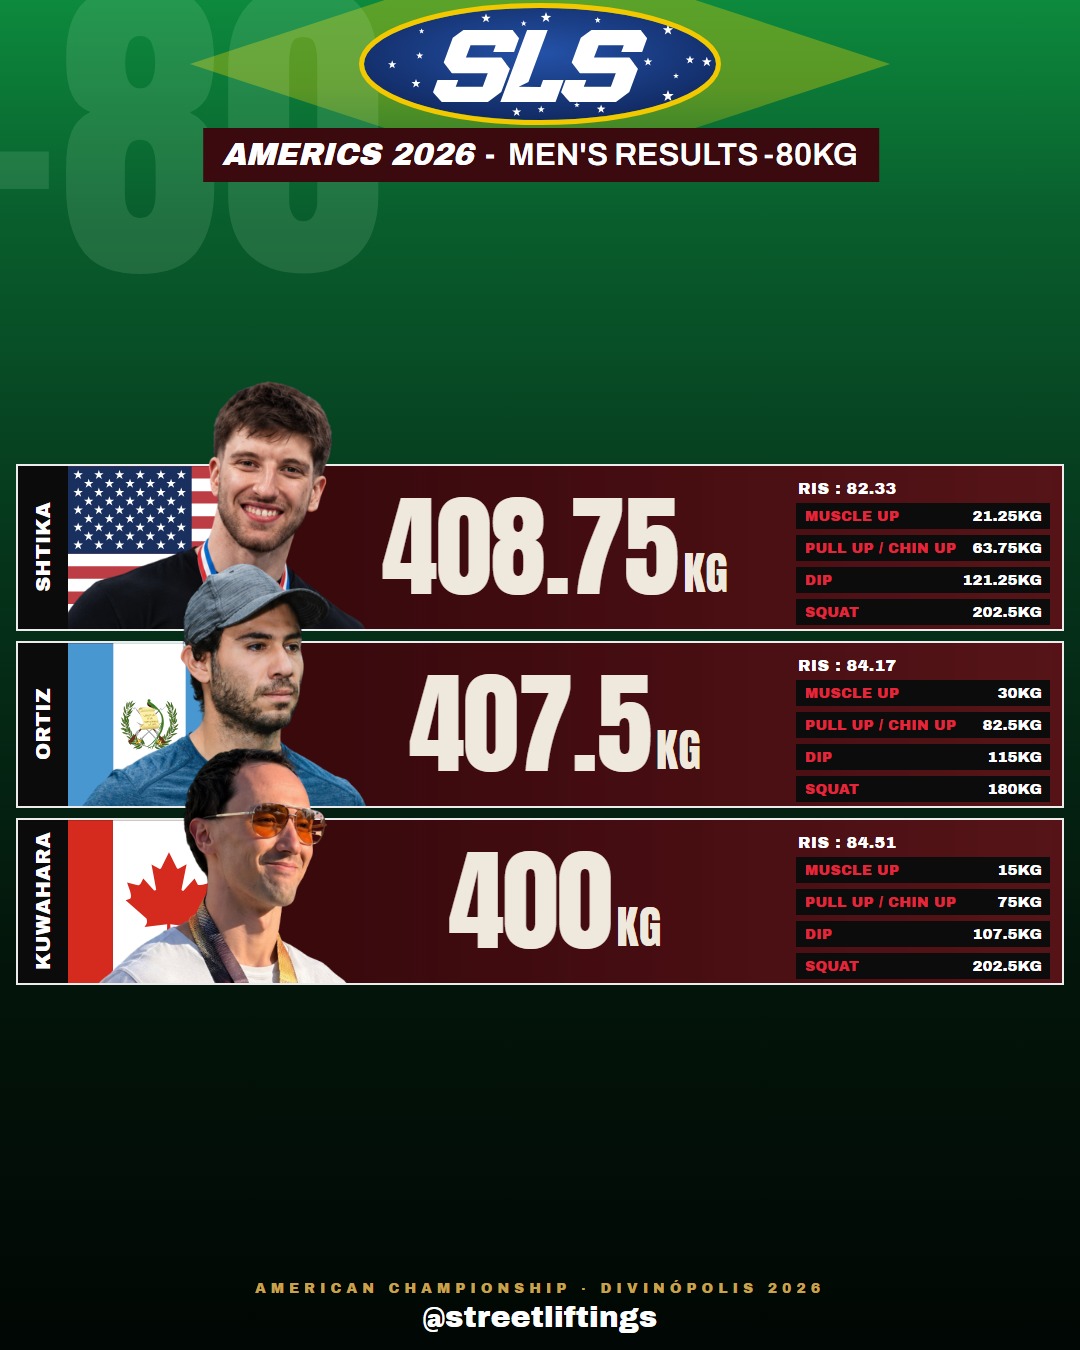 -80
SLS
AMERICS 2026 - MEN'S RESULTS -80KG
SHTIKA
408.75KG
RIS : 82.33
MUSCLE UP 21.25KG
PULL UP / CHIN UP 63.75KG
DIP 121.25KG
SQUAT 202.5KG
ORTIZ
407.5KG
RIS : 84.17
MUSCLE UP 30KG
PULL UP / CHIN UP 82.5KG
DIP 115KG
SQUAT 180KG
KUWAHARA
400KG
RIS : 84.51
MUSCLE UP 15KG
PULL UP / CHIN UP 75KG
DIP 107.5KG
SQUAT 202.5KG
AMERICAN CHAMPIONSHIP · DIVINÓPOLIS 2026
@streetliftings